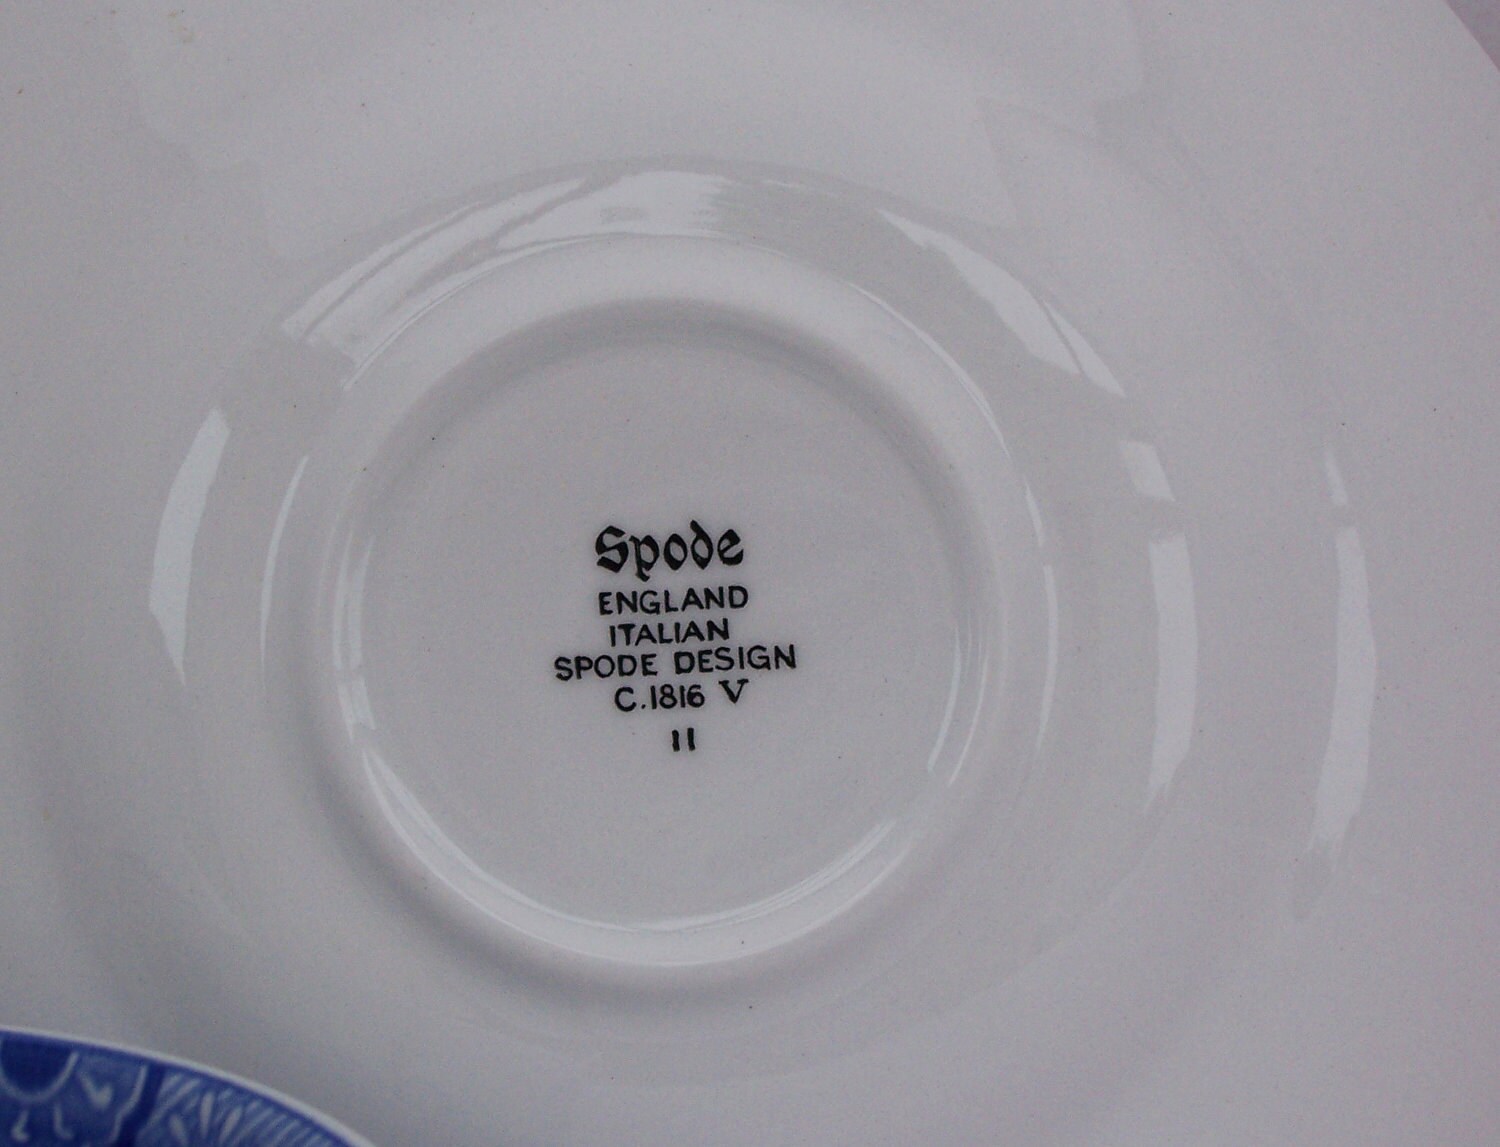 Spode
ENGLAND
ITALIAN
SPODE DESIGN
C.1816 V
11